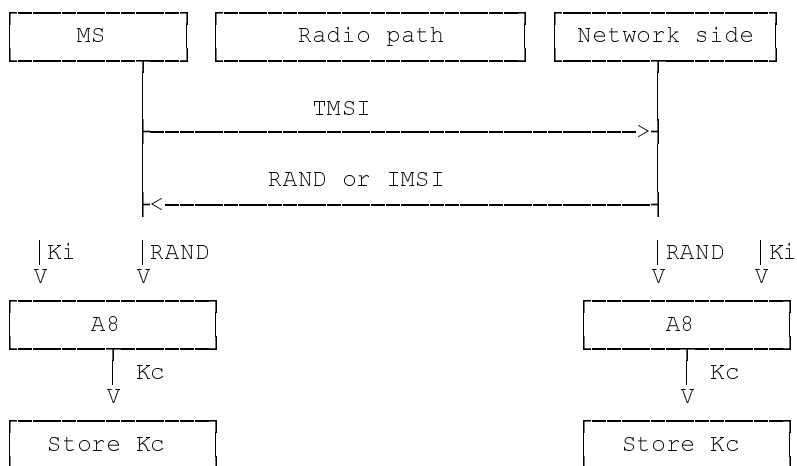 MS Radio path Network side
TMSI
RAND or IMSI
Ki RAND RAND Ki
A8 A8
Kc Kc
Store Kc Store Kc